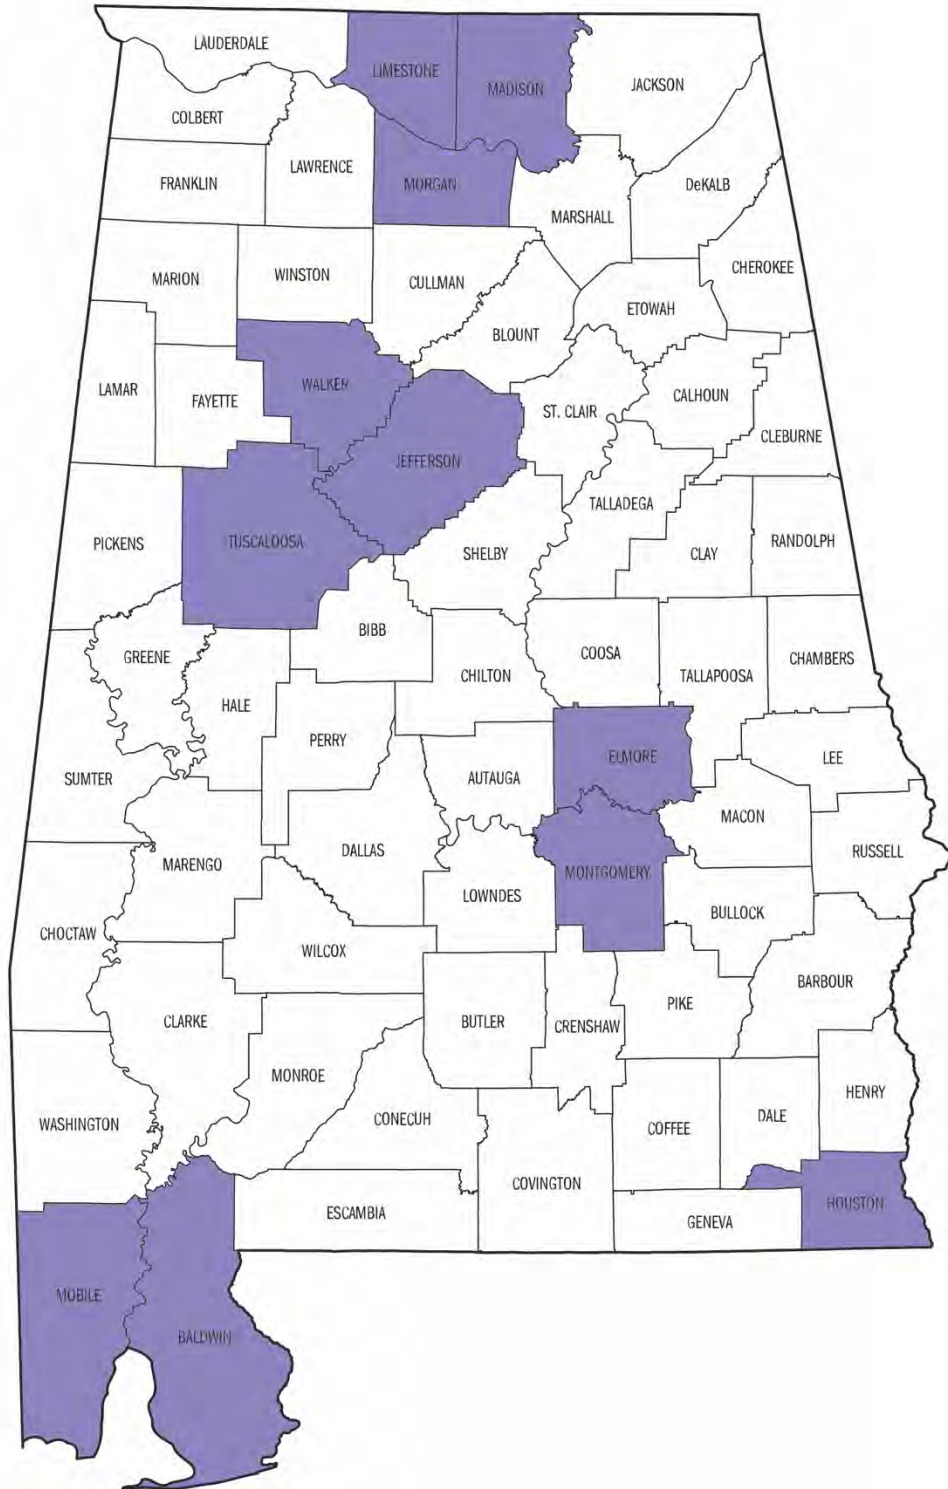 LAUDERDALE
LIMESTONE
MADISON
JACKSON
COLBERT
LAWRENCE
FRANKLIN
MORGAN
DeKALB
MARSHALL
CHEROKEE
MARION
WINSTON
CULLMAN
ETOWAH
BLOUNT
LAMAR
WALKER
FAYETTE
ST. CLAIR
CALHOUN
CLEBURNE
JEFFERSON
TALLADEGA
PICKENS
TUSCALOOSA
SHELBY
CLAY
RANDOLPH
BIBB
GREENE
COOSA
CHAMBERS
CHILTON
TALLAPOOSA
HALE
PERRY
ELMORE
LEE
SUMTER
AUTAUGA
MACON
DALLAS
RUSSELL
MARENGO
MONTGOMERY
LOWNDES
BULLOCK
CHOCTAW
WILCOX
BARBOUR
CLARKE
BUTLER
CRENSHAW
PIKE
MONROE
HENRY
WASHINGTON
CONECUH
COFFEE
DALE
COVINGTON
ESCAMBIA
GENEVA
HOUSTON
MOBILE
BALDWIN